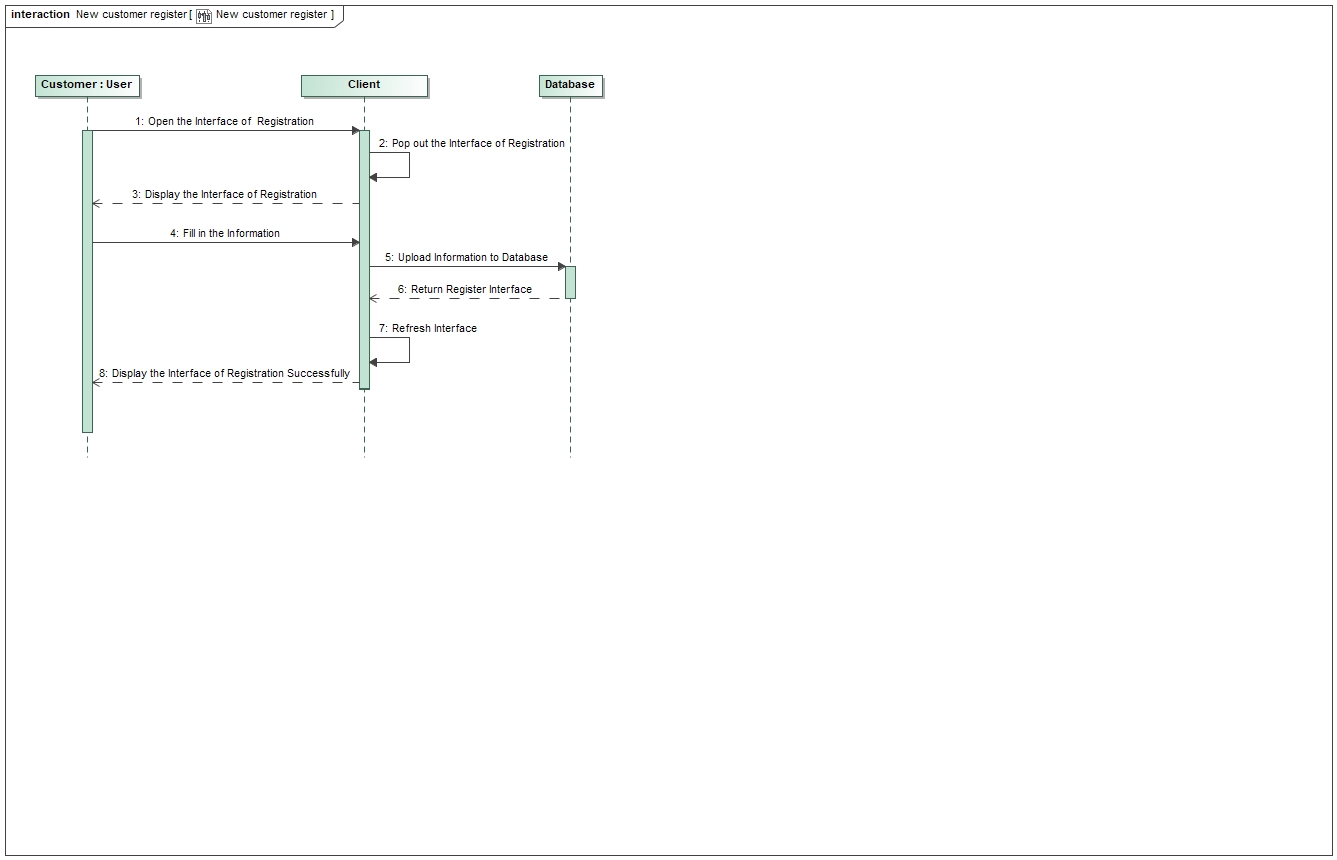 interaction New customer register[ New customer register ]
Customer : User
Client
Database
1: Open the Interface of  Registration
2: Pop out the Interface of Registration
3: Display the Interface of Registration
4: Fill in the Information
5: Upload Information to Database
6: Return Register Interface
7: Refresh Interface
8: Display the Interface of Registration Successfully